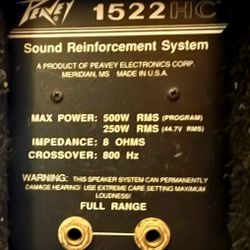 PEAVEY 1522HC
Sound Reinforcement System
A PRODUCT OF PEAVEY ELECTRONICS CORP.
MERIDIAN, MS MADE IN U.S.A.
MAX POWER: 500W RMS (PROGRAM)
250W RMS (44.7V RMS)
IMPEDANCE: 8 OHMS
CROSSOVER: 800 Hz
WARNING: THIS SPEAKER SYSTEM CAN PERMANENTLY
DAMAGE HEARING! USE EXTREME CARE SETTING MAXIMUM
LOUDNESS!
FULL RANGE